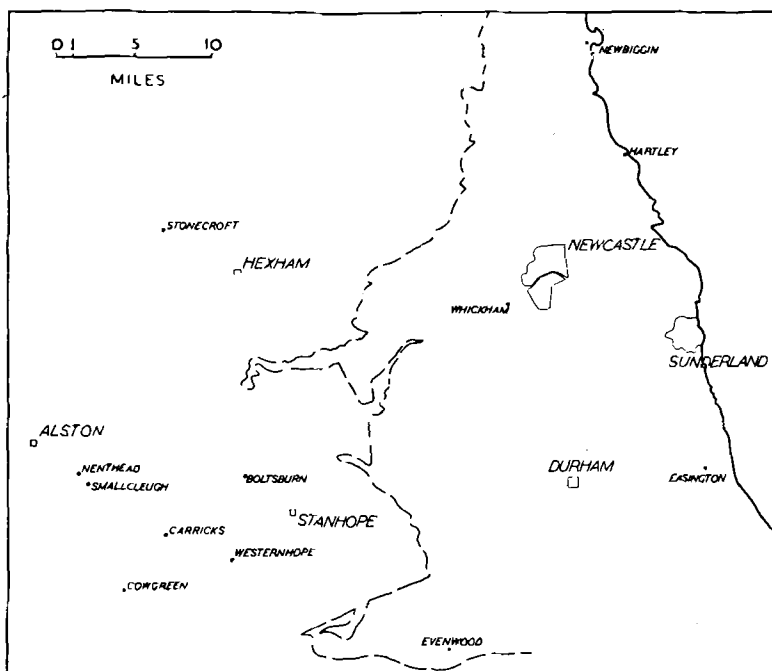 0 1 5 10
MILES
NEWBIGGIN
HARTLEY
STONECROFT
NEWCASTLE
HEXHAM
WHICKHAM
SUNDERLAND
ALSTON
NENTHEAD
BOLTSBURN
DURHAM
EASINGTON
SMALLCLEUGH
STANHOPE
CARRICKS
WESTERNHOPE
COWGREEN
EVENWOOD